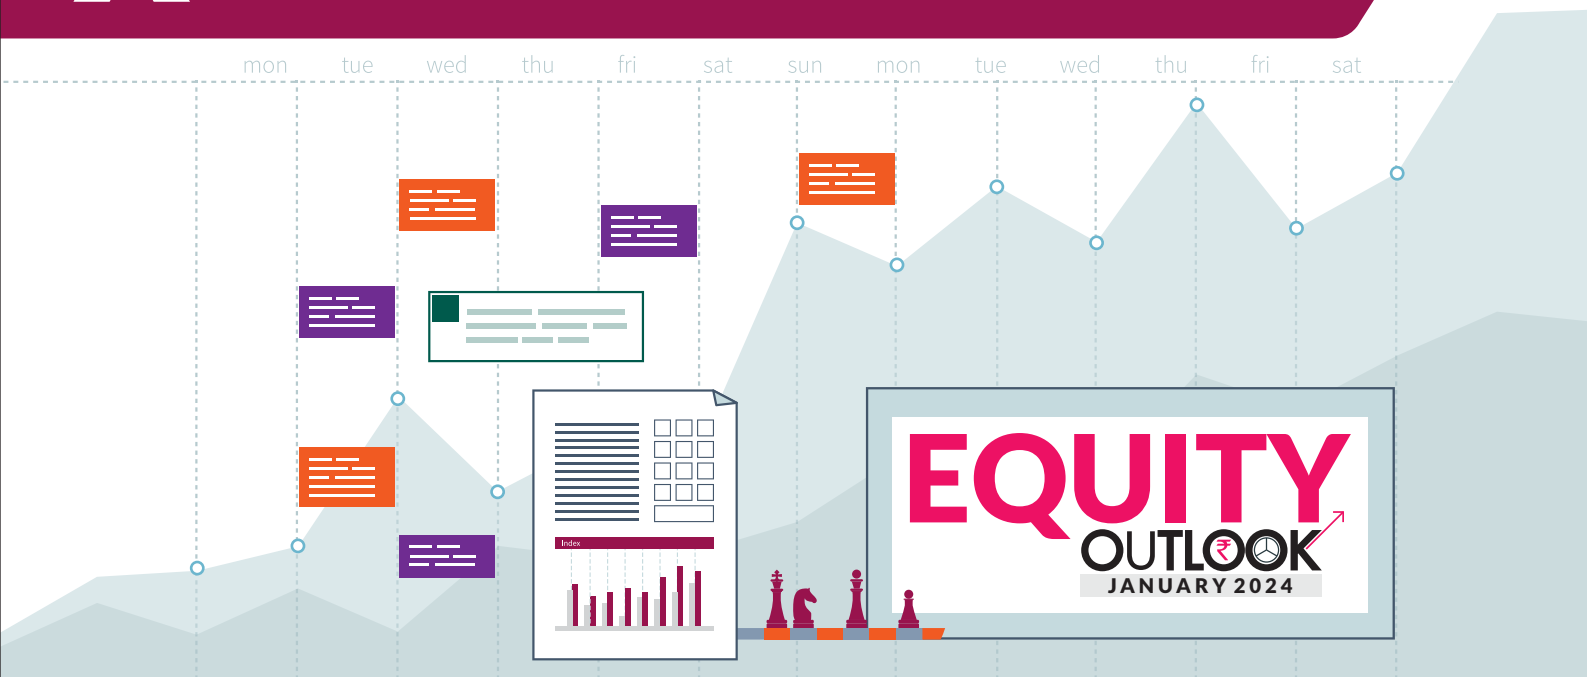 mon tue wed thu fri sat sun mon tue wed thu fri sat
Index
EQUITY
OUTLOOK
JANUARY 2024